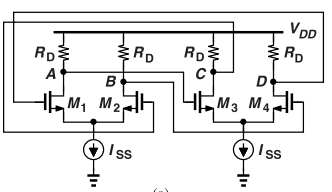 V_DD
R_D R_D R_D R_D
A B C D
M_1 M_2 M_3 M_4
I_SS I_SS